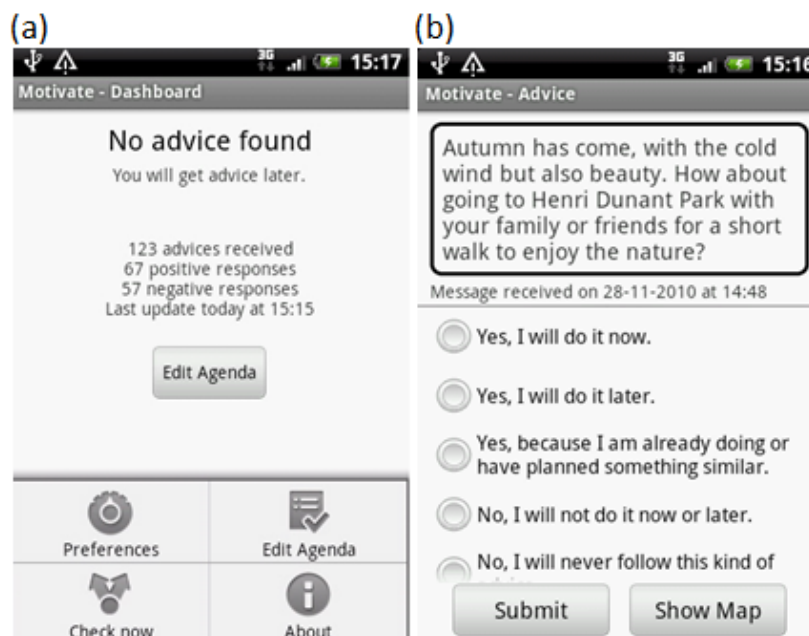 (a)
3G 15:17
Motivate - Dashboard
No advice found
You will get advice later.
123 advices received
67 positive responses
57 negative responses
Last update today at 15:15
Edit Agenda
Preferences
Edit Agenda
Check now
About
(b)
3G 15:16
Motivate - Advice
Autumn has come, with the cold
wind but also beauty. How about
going to Henri Dunant Park with
your family or friends for a short
walk to enjoy the nature?
Message received on 28-11-2010 at 14:48
Yes, I will do it now.
Yes, I will do it later.
Yes, because I am already doing or
have planned something similar.
No, I will not do it now or later.
No, I will never follow this kind of
Submit
Show Map